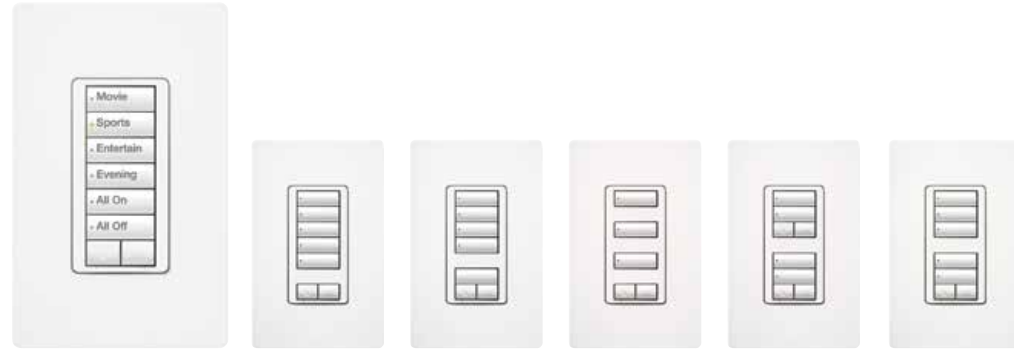 Movie
Sports
Entertain
Evening
All On
All Off